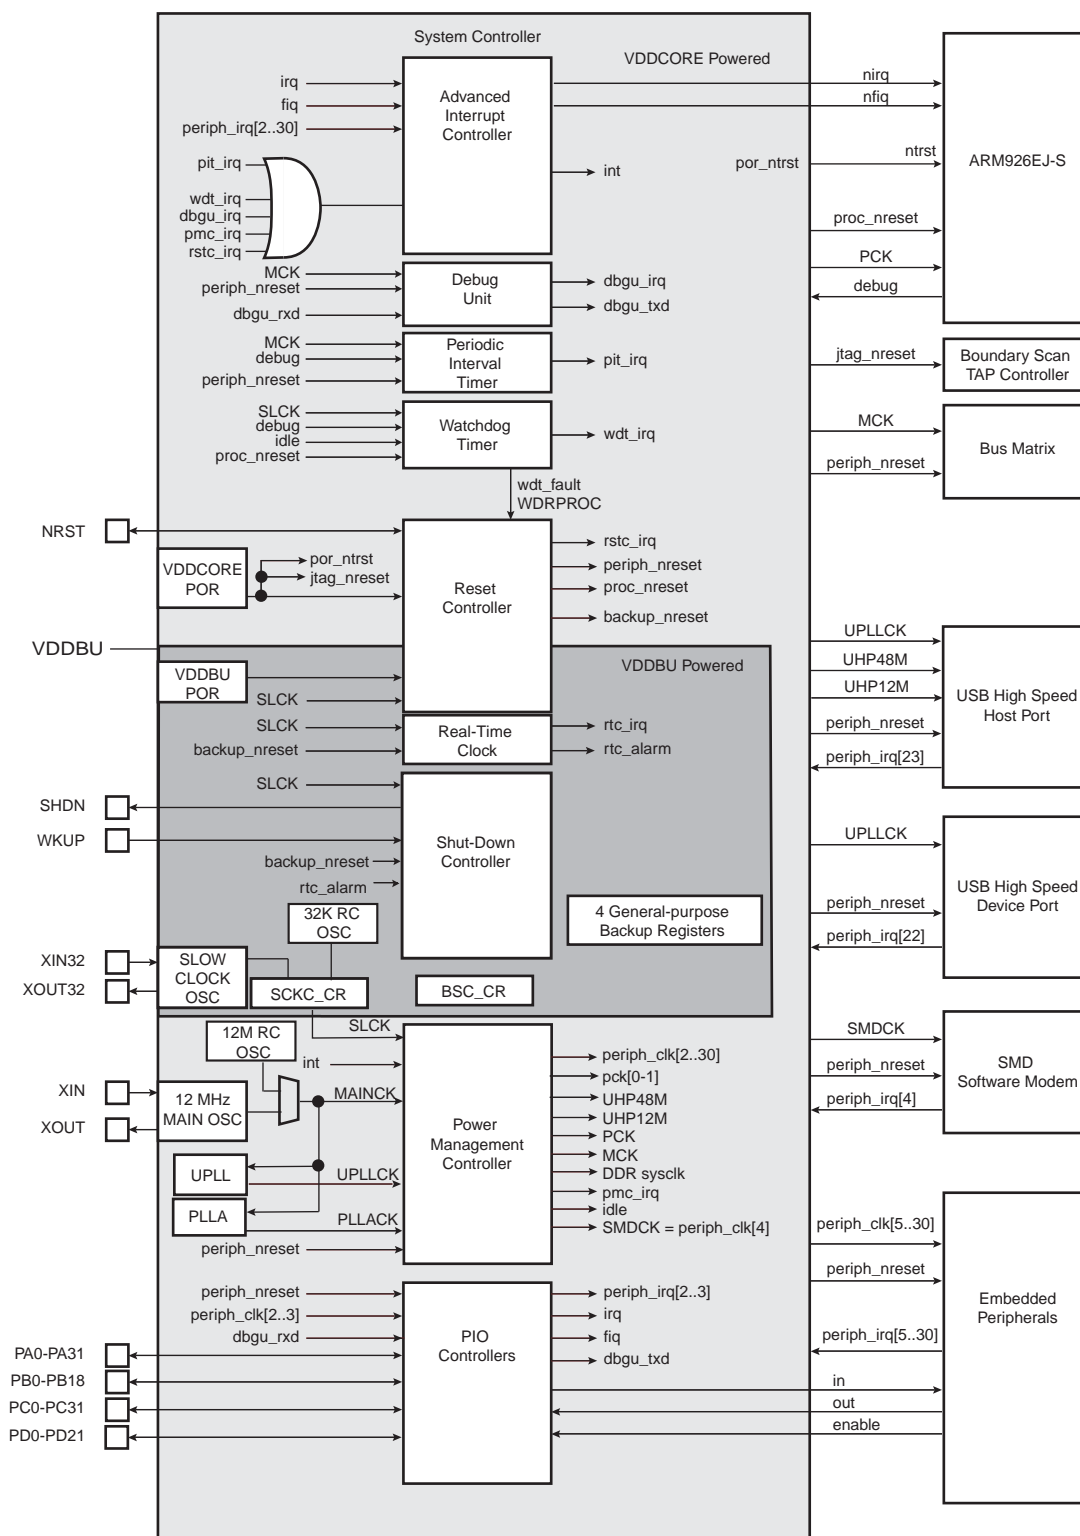 System Controller
VDDCORE Powered
irq
fiq
periph_irq[2..30]
pit_irq
wdt_irq
dbgu_irq
pmc_irq
rstc_irq
Advanced
Interrupt
Controller
int
por_ntrst
nirq
nfiq
ntrst
proc_nreset
PCK
debug
ARM926EJ-S
MCK
periph_nreset
dbgu_rxd
Debug
Unit
dbgu_irq
dbgu_txd
MCK
debug
periph_nreset
Periodic
Interval
Timer
pit_irq
jtag_nreset
Boundary Scan
TAP Controller
SLCK
debug
idle
proc_nreset
Watchdog
Timer
wdt_irq
MCK
periph_nreset
Bus Matrix
wdt_fault
WDRPROC
NRST
VDDCORE
POR
por_ntrst
jtag_nreset
Reset
Controller
rstc_irq
periph_nreset
proc_nreset
backup_nreset
VDDBU
VDDBU Powered
VDDBU
POR
SLCK
UPLLCK
UHP48M
UHP12M
periph_nreset
periph_irq[23]
USB High Speed
Host Port
SLCK
backup_nreset
Real-Time
Clock
rtc_irq
rtc_alarm
SLCK
SHDN
WKUP
backup_nreset
rtc_alarm
Shut-Down
Controller
4 General-purpose
Backup Registers
UPLLCK
periph_nreset
periph_irq[22]
USB High Speed
Device Port
32K RC
OSC
XIN32
XOUT32
SLOW
CLOCK
OSC
SCKC_CR
BSC_CR
12M RC
OSC
SLCK
int
XIN
XOUT
12 MHz
MAIN OSC
MAINCK
UPLL
UPLLCK
PLLA
PLLACK
periph_nreset
Power
Management
Controller
periph_clk[2..30]
pck[0-1]
UHP48M
UHP12M
PCK
MCK
DDR sysclk
pmc_irq
idle
SMDCK = periph_clk[4]
SMDCK
periph_nreset
periph_irq[4]
SMD
Software Modem
periph_nreset
periph_clk[2..3]
dbgu_rxd
PA0-PA31
PB0-PB18
PC0-PC31
PD0-PD21
PIO
Controllers
periph_irq[2..3]
irq
fiq
dbgu_txd
periph_clk[5..30]
periph_nreset
periph_irq[5..30]
in
out
enable
Embedded
Peripherals